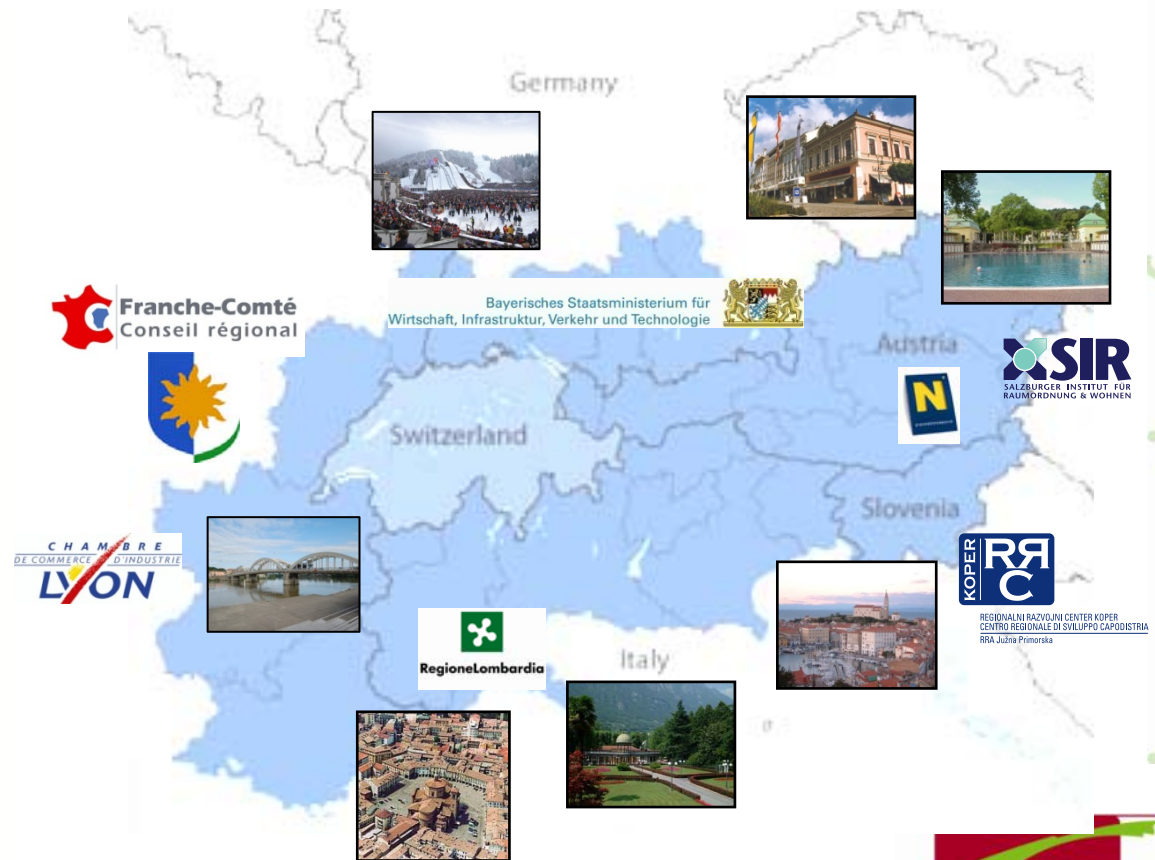 Germany
Franche-Comté
Conseil régional
Bayerisches Staatsministerium für
Wirtschaft, Infrastruktur, Verkehr und Technologie
Austria
SIR
SALZBURGER INSTITUT FÜR
RAUMORDNUNG & WOHNEN
N
Switzerland
Slovenia
CHAMBRE
DE COMMERCE D'INDUSTRIE
LYON
KOPER
RRC
REGIONALNI RAZVOJNI CENTER KOPER
CENTRO REGIONALE DI SVILUPPO CAPODISTRIA
RRA Južna Primorska
RegioneLombardia
Italy